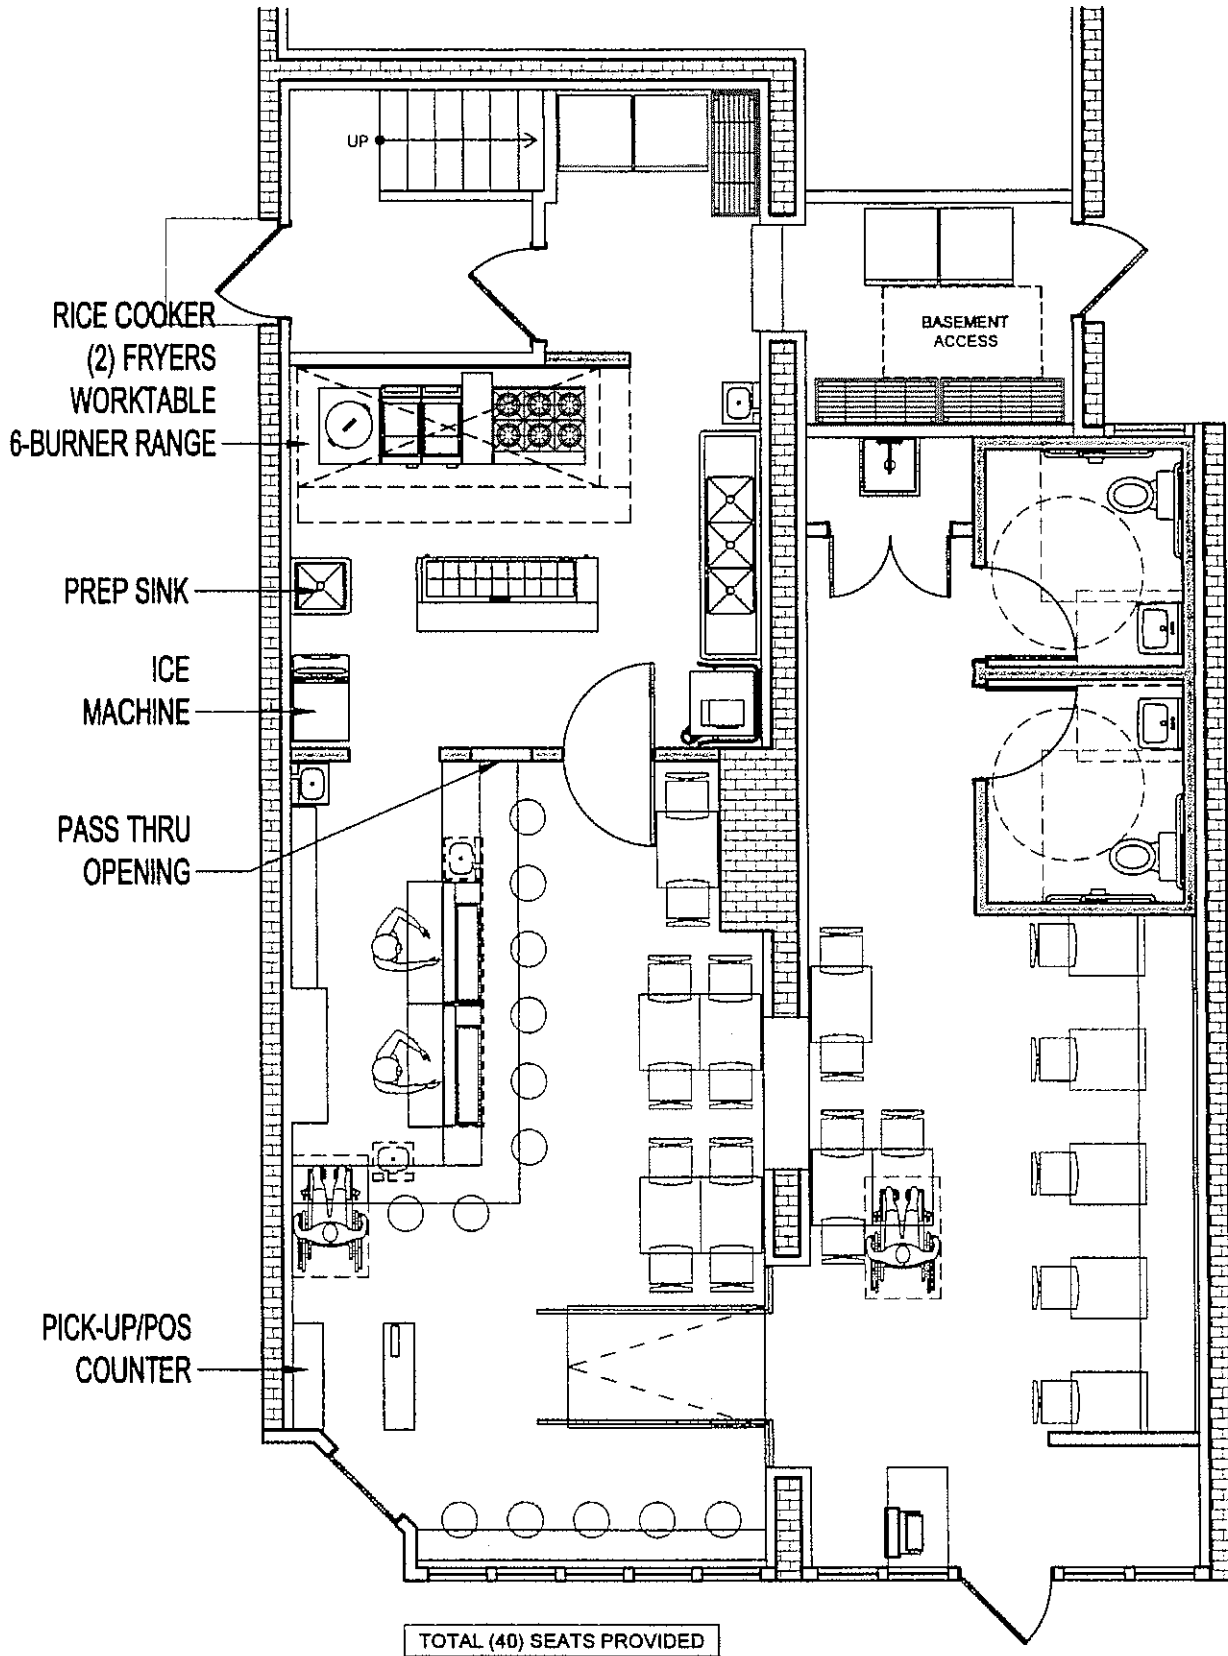 UP
RICE COOKER
(2) FRYERS
WORKTABLE
6-BURNER RANGE
BASEMENT
ACCESS
PREP SINK
ICE
MACHINE
PASS THRU
OPENING
PICK-UP/POS
COUNTER
TOTAL (40) SEATS PROVIDED